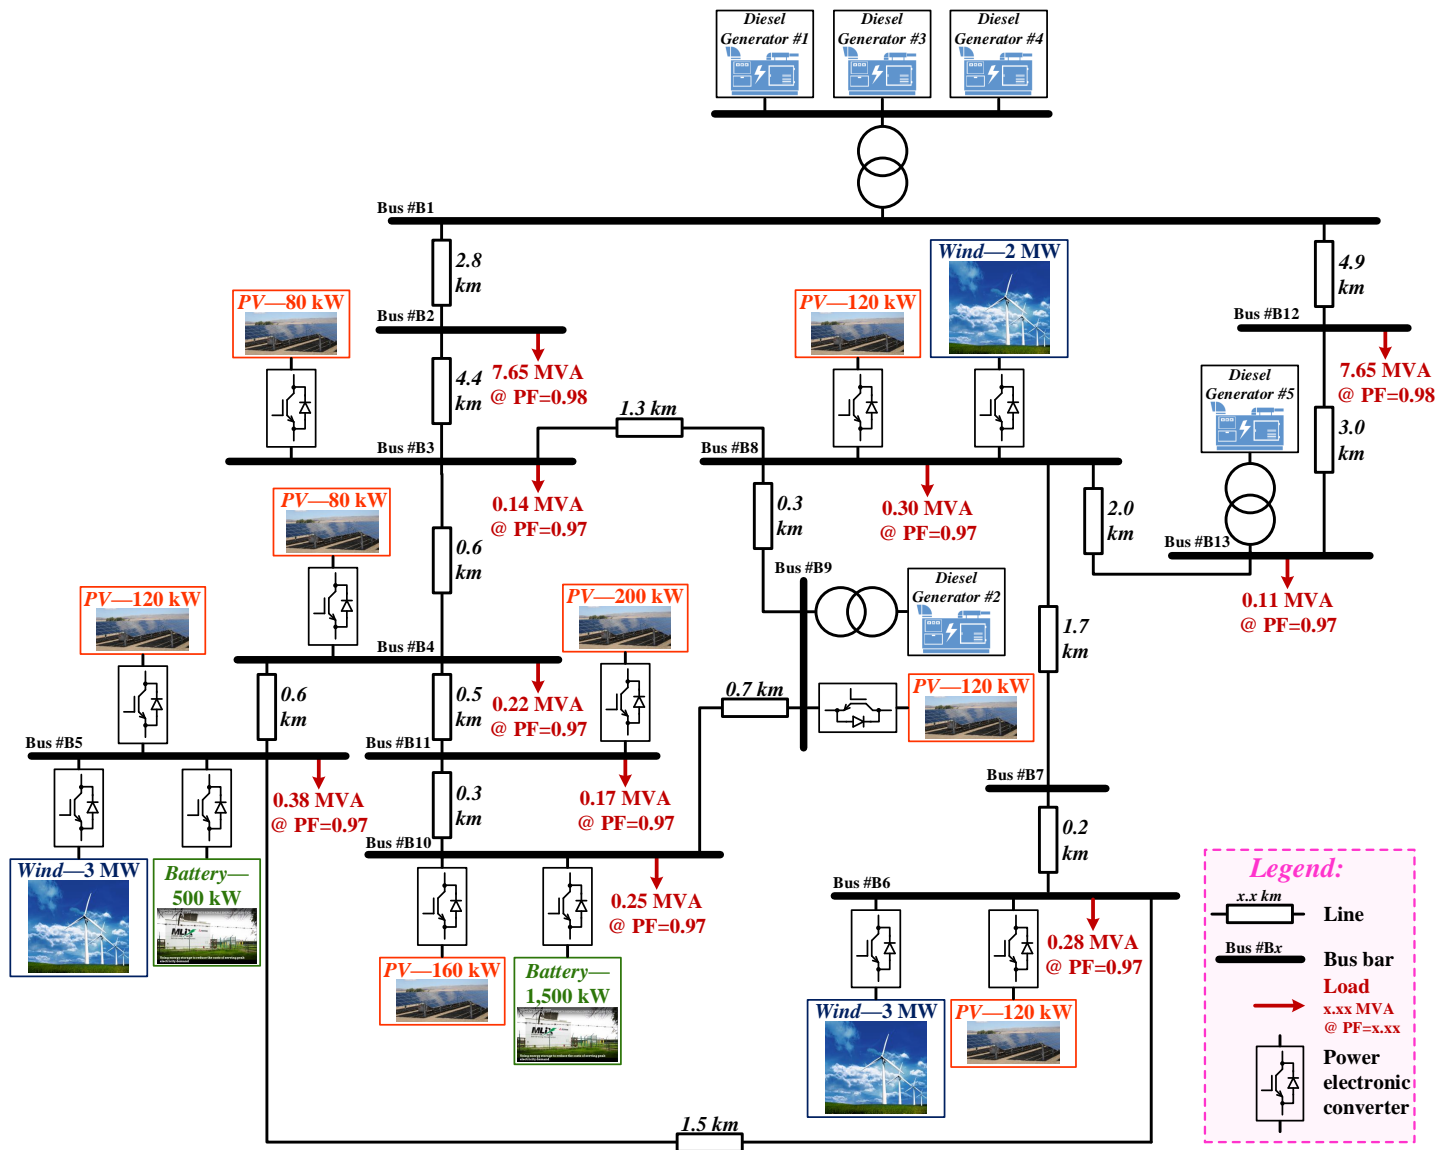 Diesel
Generator #1
Diesel
Generator #3
Diesel
Generator #4
Bus #B1
2.8
km
4.9
km
Wind—2 MW
PV—80 kW
PV—120 kW
Bus #B2
Bus #B12
7.65 MVA
@ PF=0.98
7.65 MVA
@ PF=0.98
4.4
km
Diesel
Generator #5
3.0
km
1.3 km
Bus #B3
Bus #B8
0.14 MVA
@ PF=0.97
0.30 MVA
@ PF=0.97
PV—80 kW
0.3
km
2.0
km
0.6
km
Bus #B13
Bus #B9
Diesel
Generator #2
0.11 MVA
@ PF=0.97
PV—120 kW
PV—200 kW
1.7
km
Bus #B4
0.6
km
0.5
km
0.22 MVA
@ PF=0.97
0.7 km
PV—120 kW
Bus #B5
Bus #B11
Bus #B7
0.38 MVA
@ PF=0.97
0.3
km
0.17 MVA
@ PF=0.97
0.2
km
Bus #B10
Wind—3 MW
Battery—
500 kW
MLiX
0.25 MVA
@ PF=0.97
Bus #B6
0.28 MVA
@ PF=0.97
PV—160 kW
Battery—
1,500 kW
MLiX
Wind—3 MW
PV—120 kW
1.5 km
Legend:
x.x km
Line
Bus #Bx
Bus bar
Load
x.xx MVA
@ PF=x.xx
Power
electronic
converter